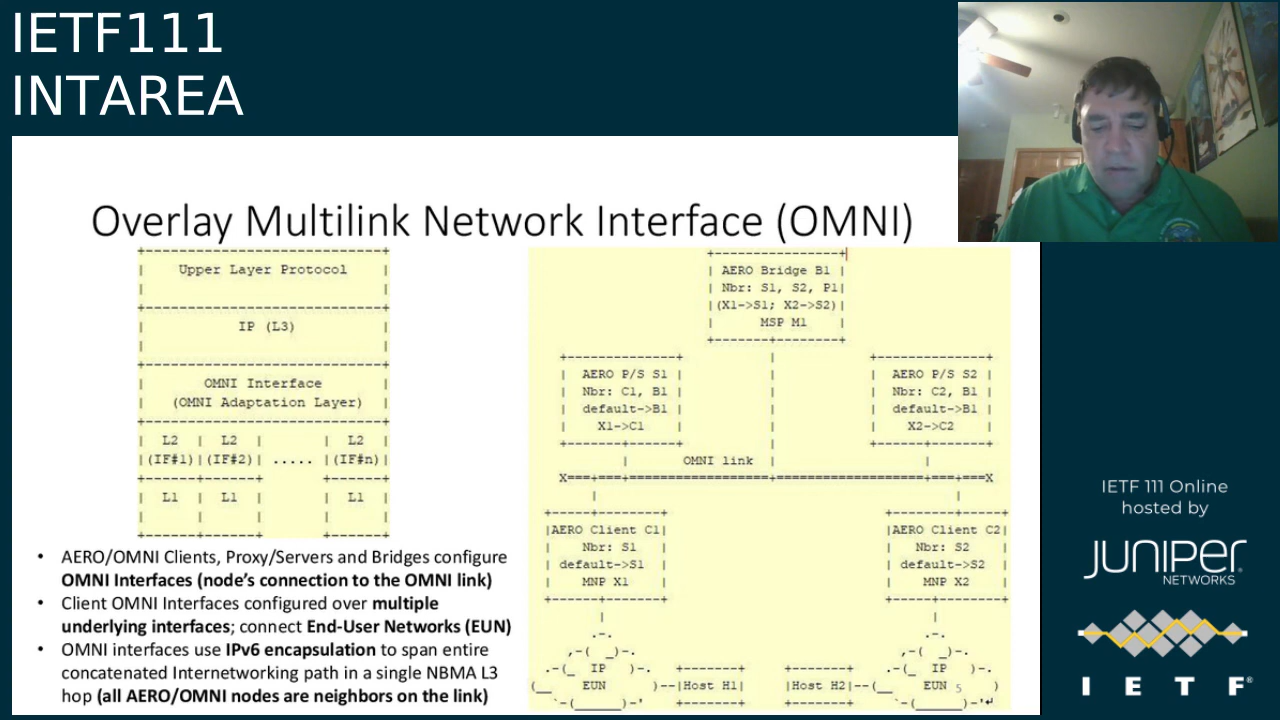 IETF111
INTAREA
Overlay Multilink Network Interface (OMNI)
Upper Layer Protocol
IP (L3)
OMNI Interface
(OMNI Adaptation Layer)
L2 | L2 | | L2
|(IF#1)|(IF#2)| ..... |(IF#n)|
L1 | L1 | | L1
• AERO/OMNI Clients, Proxy/Servers and Bridges configure
OMNI Interfaces (node's connection to the OMNI link)
• Client OMNI Interfaces configured over multiple
underlying interfaces; connect End-User Networks (EUN)
• OMNI interfaces use IPv6 encapsulation to span entire
concatenated Internetworking path in a single NBMA L3
hop (all AERO/OMNI nodes are neighbors on the link)
AERO Bridge B1
Nbr: S1, S2, P1
(X1->S1; X2->S2)
MSP M1
AERO P/S S1
Nbr: C1, B1
default->B1
X1->C1
AERO P/S S2
Nbr: C2, B1
default->B1
X2->C2
OMNI link
X===+===+===================+==================+===+===X
AERO Client C1
Nbr: S1
default->S1
MNP X1
AERO Client C2
Nbr: S2
default->S2
MNP X2
.-.
,-( _)-.
.-(_ IP )-.
(__ EUN )--|Host H1|
`-(______)-'
.-.
,-( _)-.
.-(_ IP )-.
|Host H2|--(__ EUN )
`-(______)-'
5
IETF 111 Online
hosted by
JUNIPER
NETWORKS
I E T F®